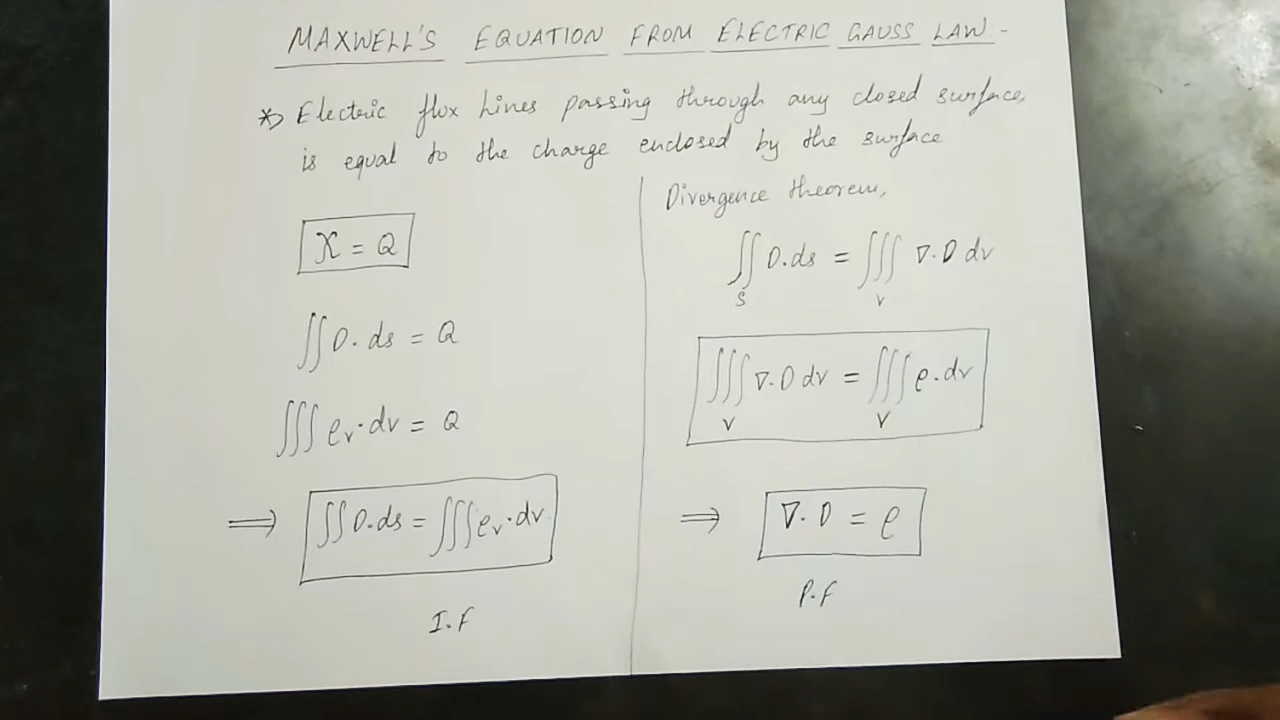 MAXWELL'S EQUATION FROM ELECTRIC GAUSS LAW -
* Electric flux lines passing through any closed surface,
is equal to the charge enclosed by the surface
χ = Q
∬ D. ds = Q
∭ ρv . dv = Q
⟹ ∬ D.ds = ∭ ρv . dv
I.F
Divergence theorem,
∬S D.ds = ∭V ∇.D dv
∭V ∇.D dv = ∭V ρ.dv
⟹ ∇. D = ρ
P.F